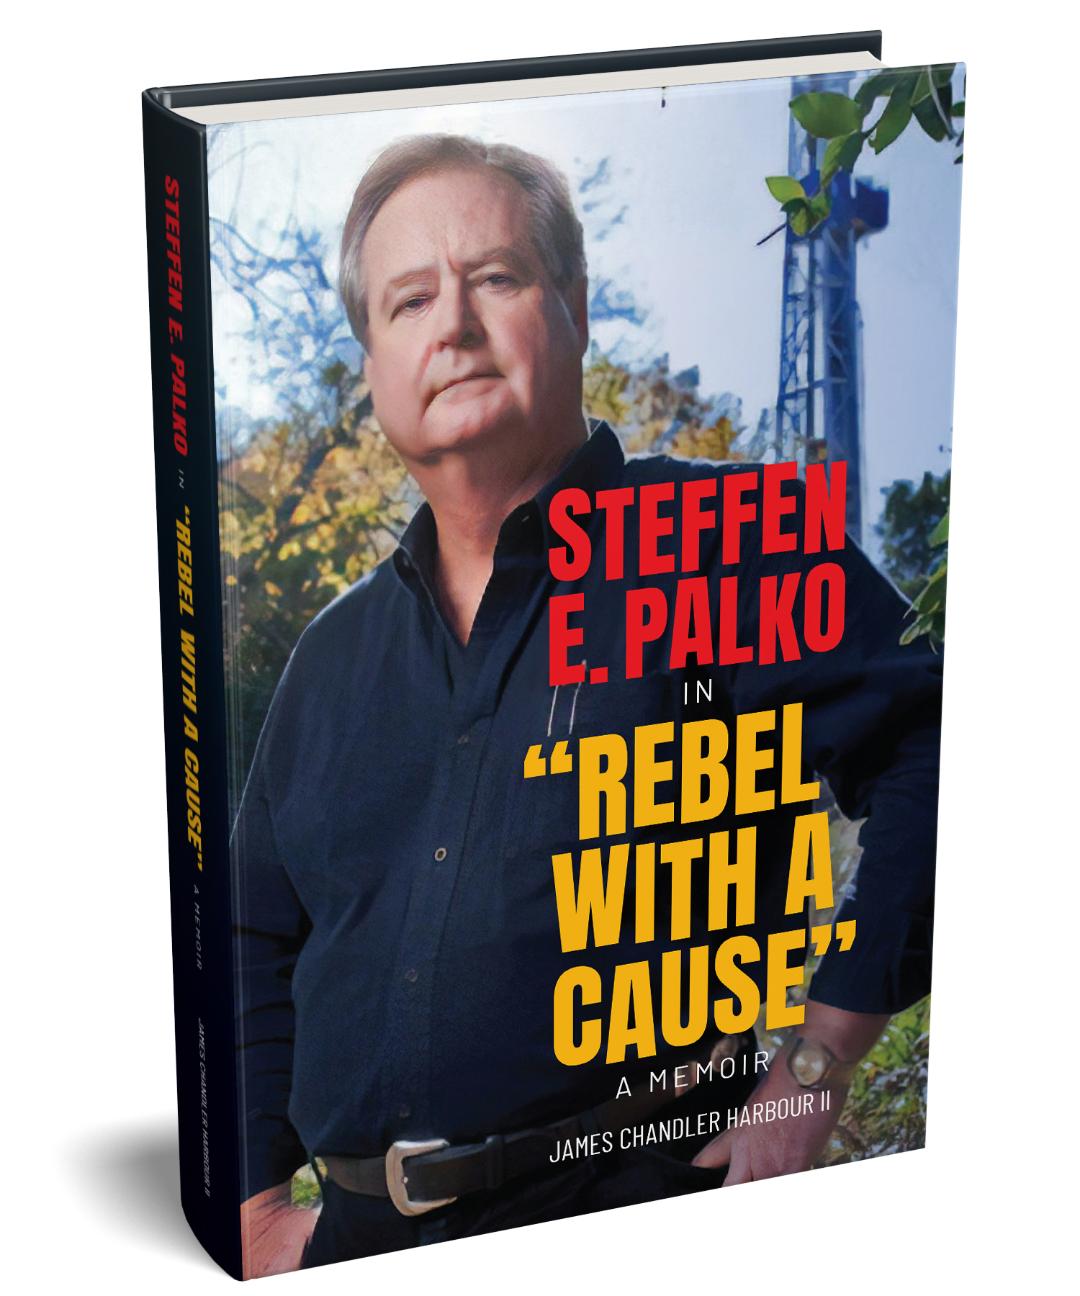 STEFFEN E. PALKO IN "REBEL WITH A CAUSE" A MEMOIR JAMES CHANDLER HARBOUR II
STEFFEN
E. PALKO
IN
“REBEL
WITH A
CAUSE”
A MEMOIR
JAMES CHANDLER HARBOUR II